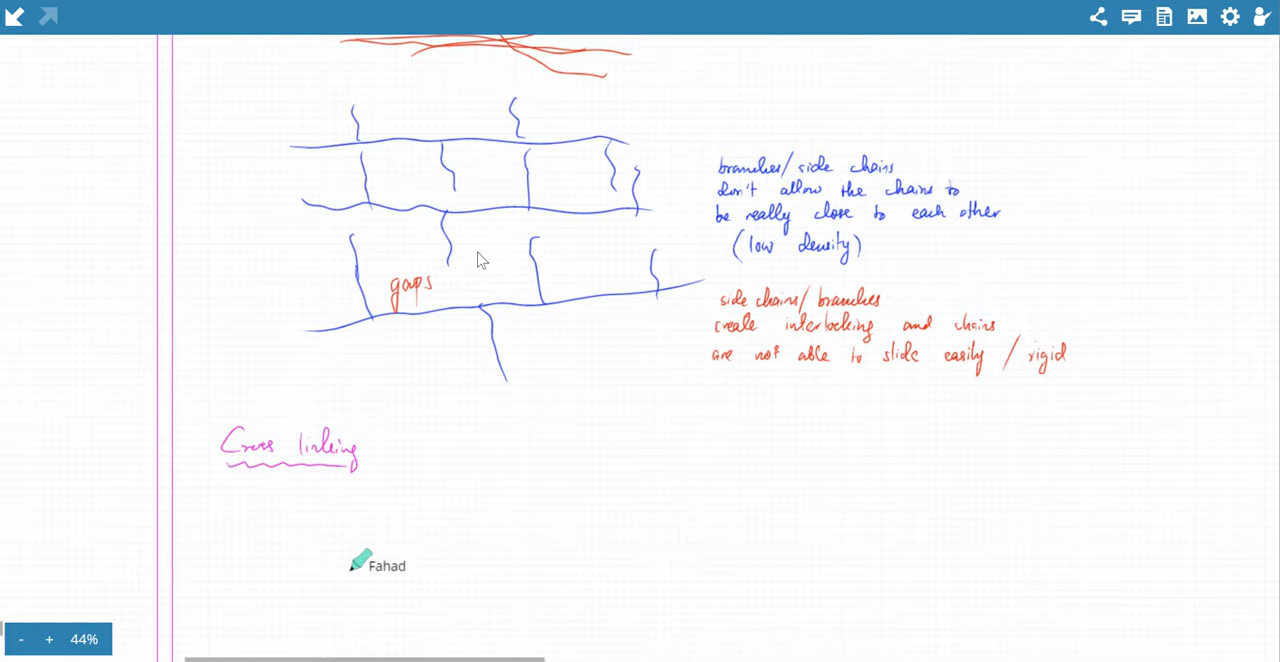 branches/side chains
don't allow the chains to
be really close to each other
(low density)
gaps
side chains/branches
create interlocking and chains
are not able to slide easily / rigid
Cross linking
Fahad
- + 44%